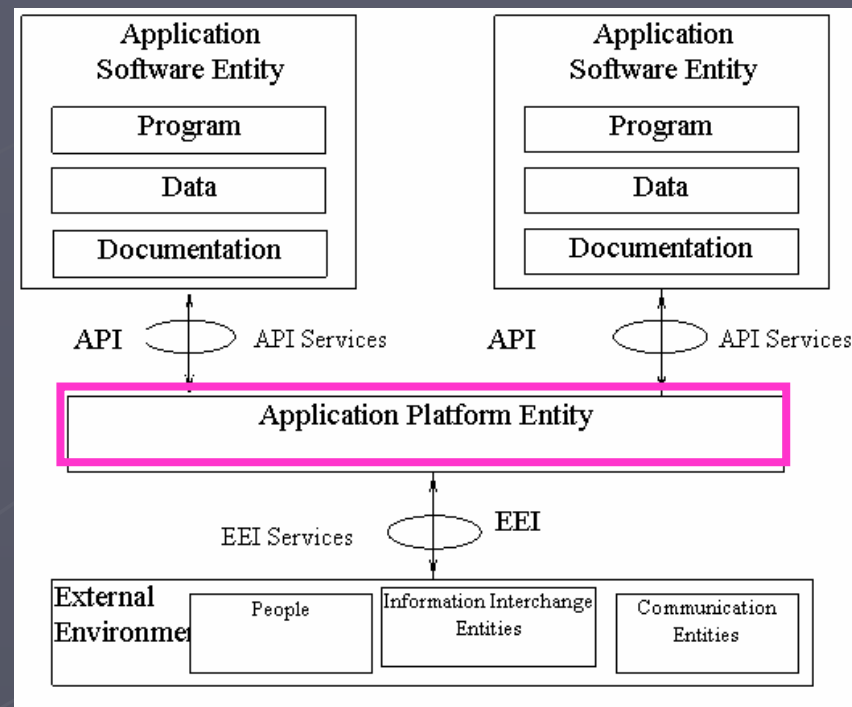 Application
Software Entity
Program
Data
Documentation
Application
Software Entity
Program
Data
Documentation
API
API Services
API
API Services
Application Platform Entity
EEI Services
EEI
External
Environme
People
Information Interchange
Entities
Communication
Entities